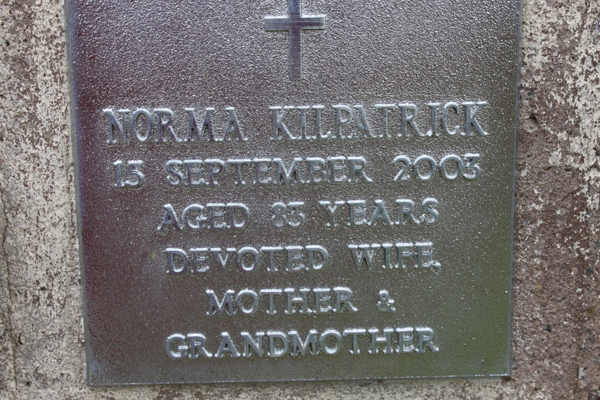 NORMA KILPATRICK
15 SEPTEMBER 2003
AGED 83 YEARS
DEVOTED WIFE,
MOTHER &
GRANDMOTHER